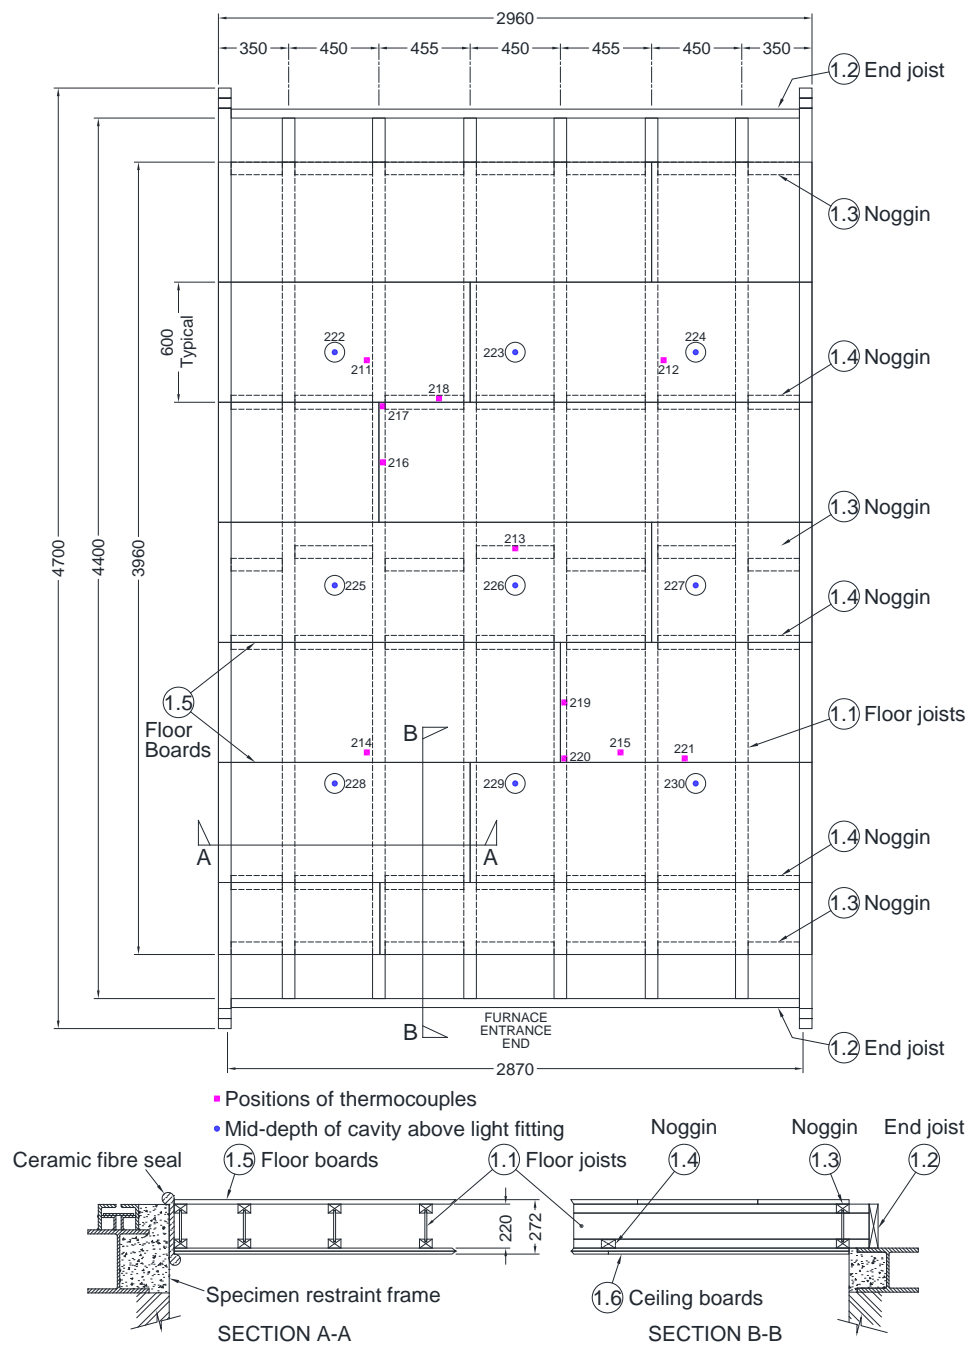 2960
350 450 455 450 455 450 350
1.2 End joist
1.3 Noggin
600
Typical
222
223
224
211
212
1.4 Noggin
218
217
216
4700
4400
3960
1.3 Noggin
213
225
226
227
1.4 Noggin
1.5
Floor
Boards
219
1.1 Floor joists
B
214
220
215
221
228
229
230
A
A
1.4 Noggin
1.3 Noggin
B
FURNACE
ENTRANCE
END
1.2 End joist
2870
Positions of thermocouples
Mid-depth of cavity above light fitting
Noggin
Noggin
End joist
Ceramic fibre seal
1.5 Floor boards
1.1 Floor joists
1.4
1.3
1.2
220
272
Specimen restraint frame
1.6 Ceiling boards
SECTION A-A
SECTION B-B